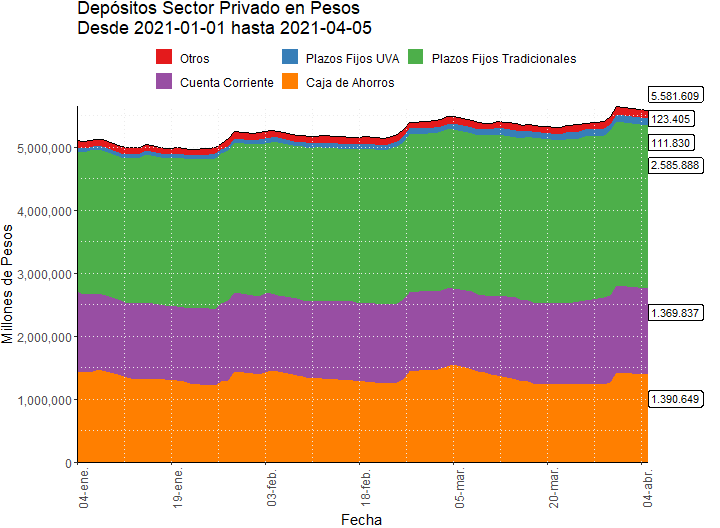 Depósitos Sector Privado en Pesos
Desde 2021-01-01 hasta 2021-04-05
Otros
Plazos Fijos UVA
Plazos Fijos Tradicionales
Cuenta Corriente
Caja de Ahorros
5.581.609
123.405
111.830
2.585.888
1.369.837
1.390.649
Millones de Pesos
5,000,000
4,000,000
3,000,000
2,000,000
1,000,000
0
04-ene.
19-ene.
03-feb.
18-feb.
05-mar.
20-mar.
04-abr.
Fecha